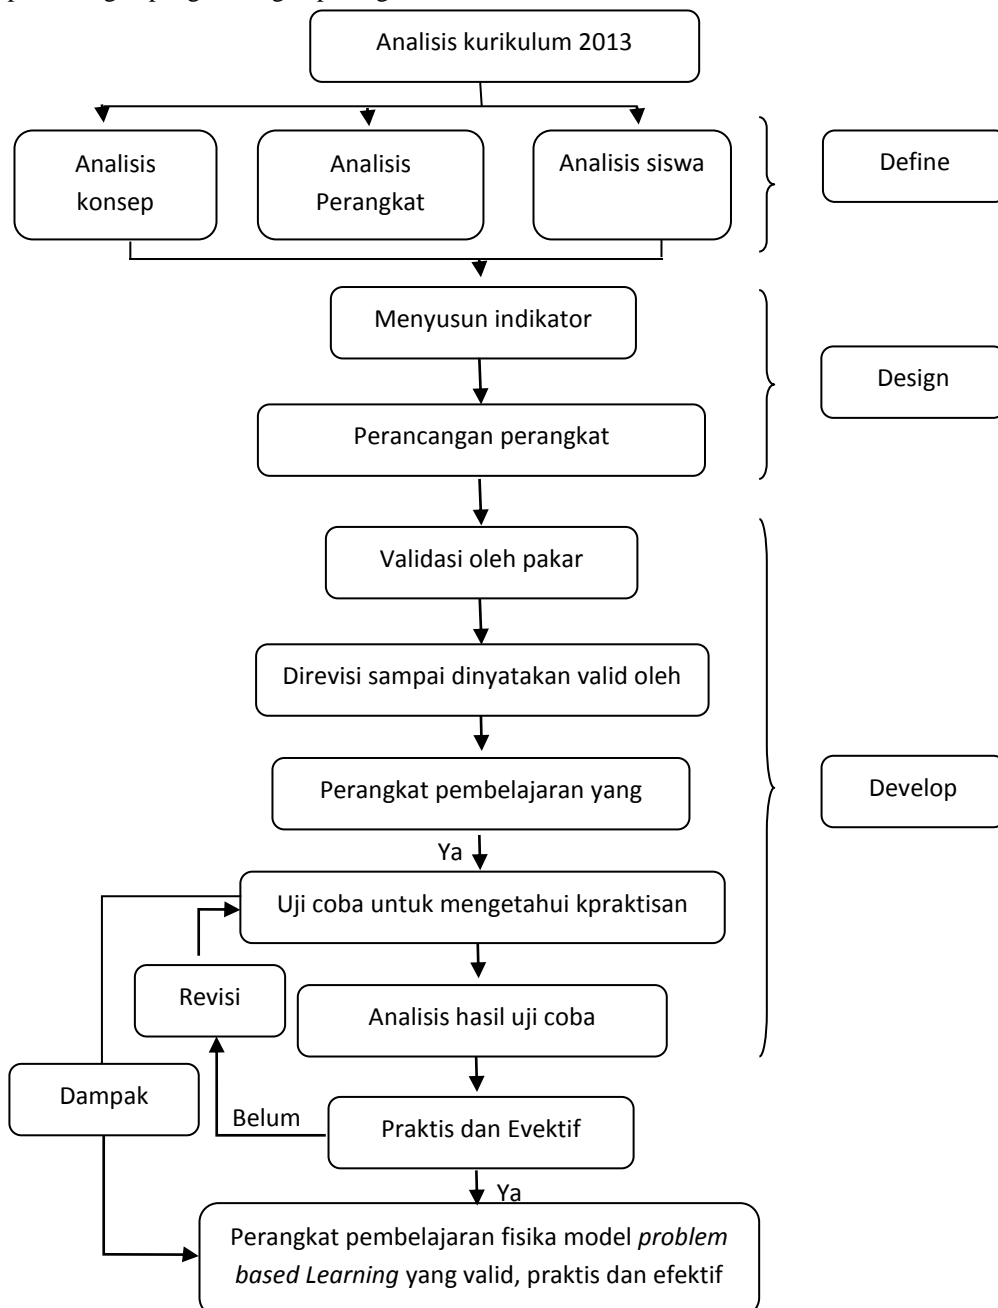 Analisis kurikulum 2013
Analisis
konsep
Analisis
Perangkat
Analisis siswa
Define
Menyusun indikator
Design
Perancangan perangkat
Validasi oleh pakar
Direvisi sampai dinyatakan valid oleh
Perangkat pembelajaran yang
Develop
Ya
Uji coba untuk mengetahui kpraktisan
Revisi
Analisis hasil uji coba
Dampak
Belum
Praktis dan Evektif
Ya
Perangkat pembelajaran fisika model problem
based Learning yang valid, praktis dan efektif